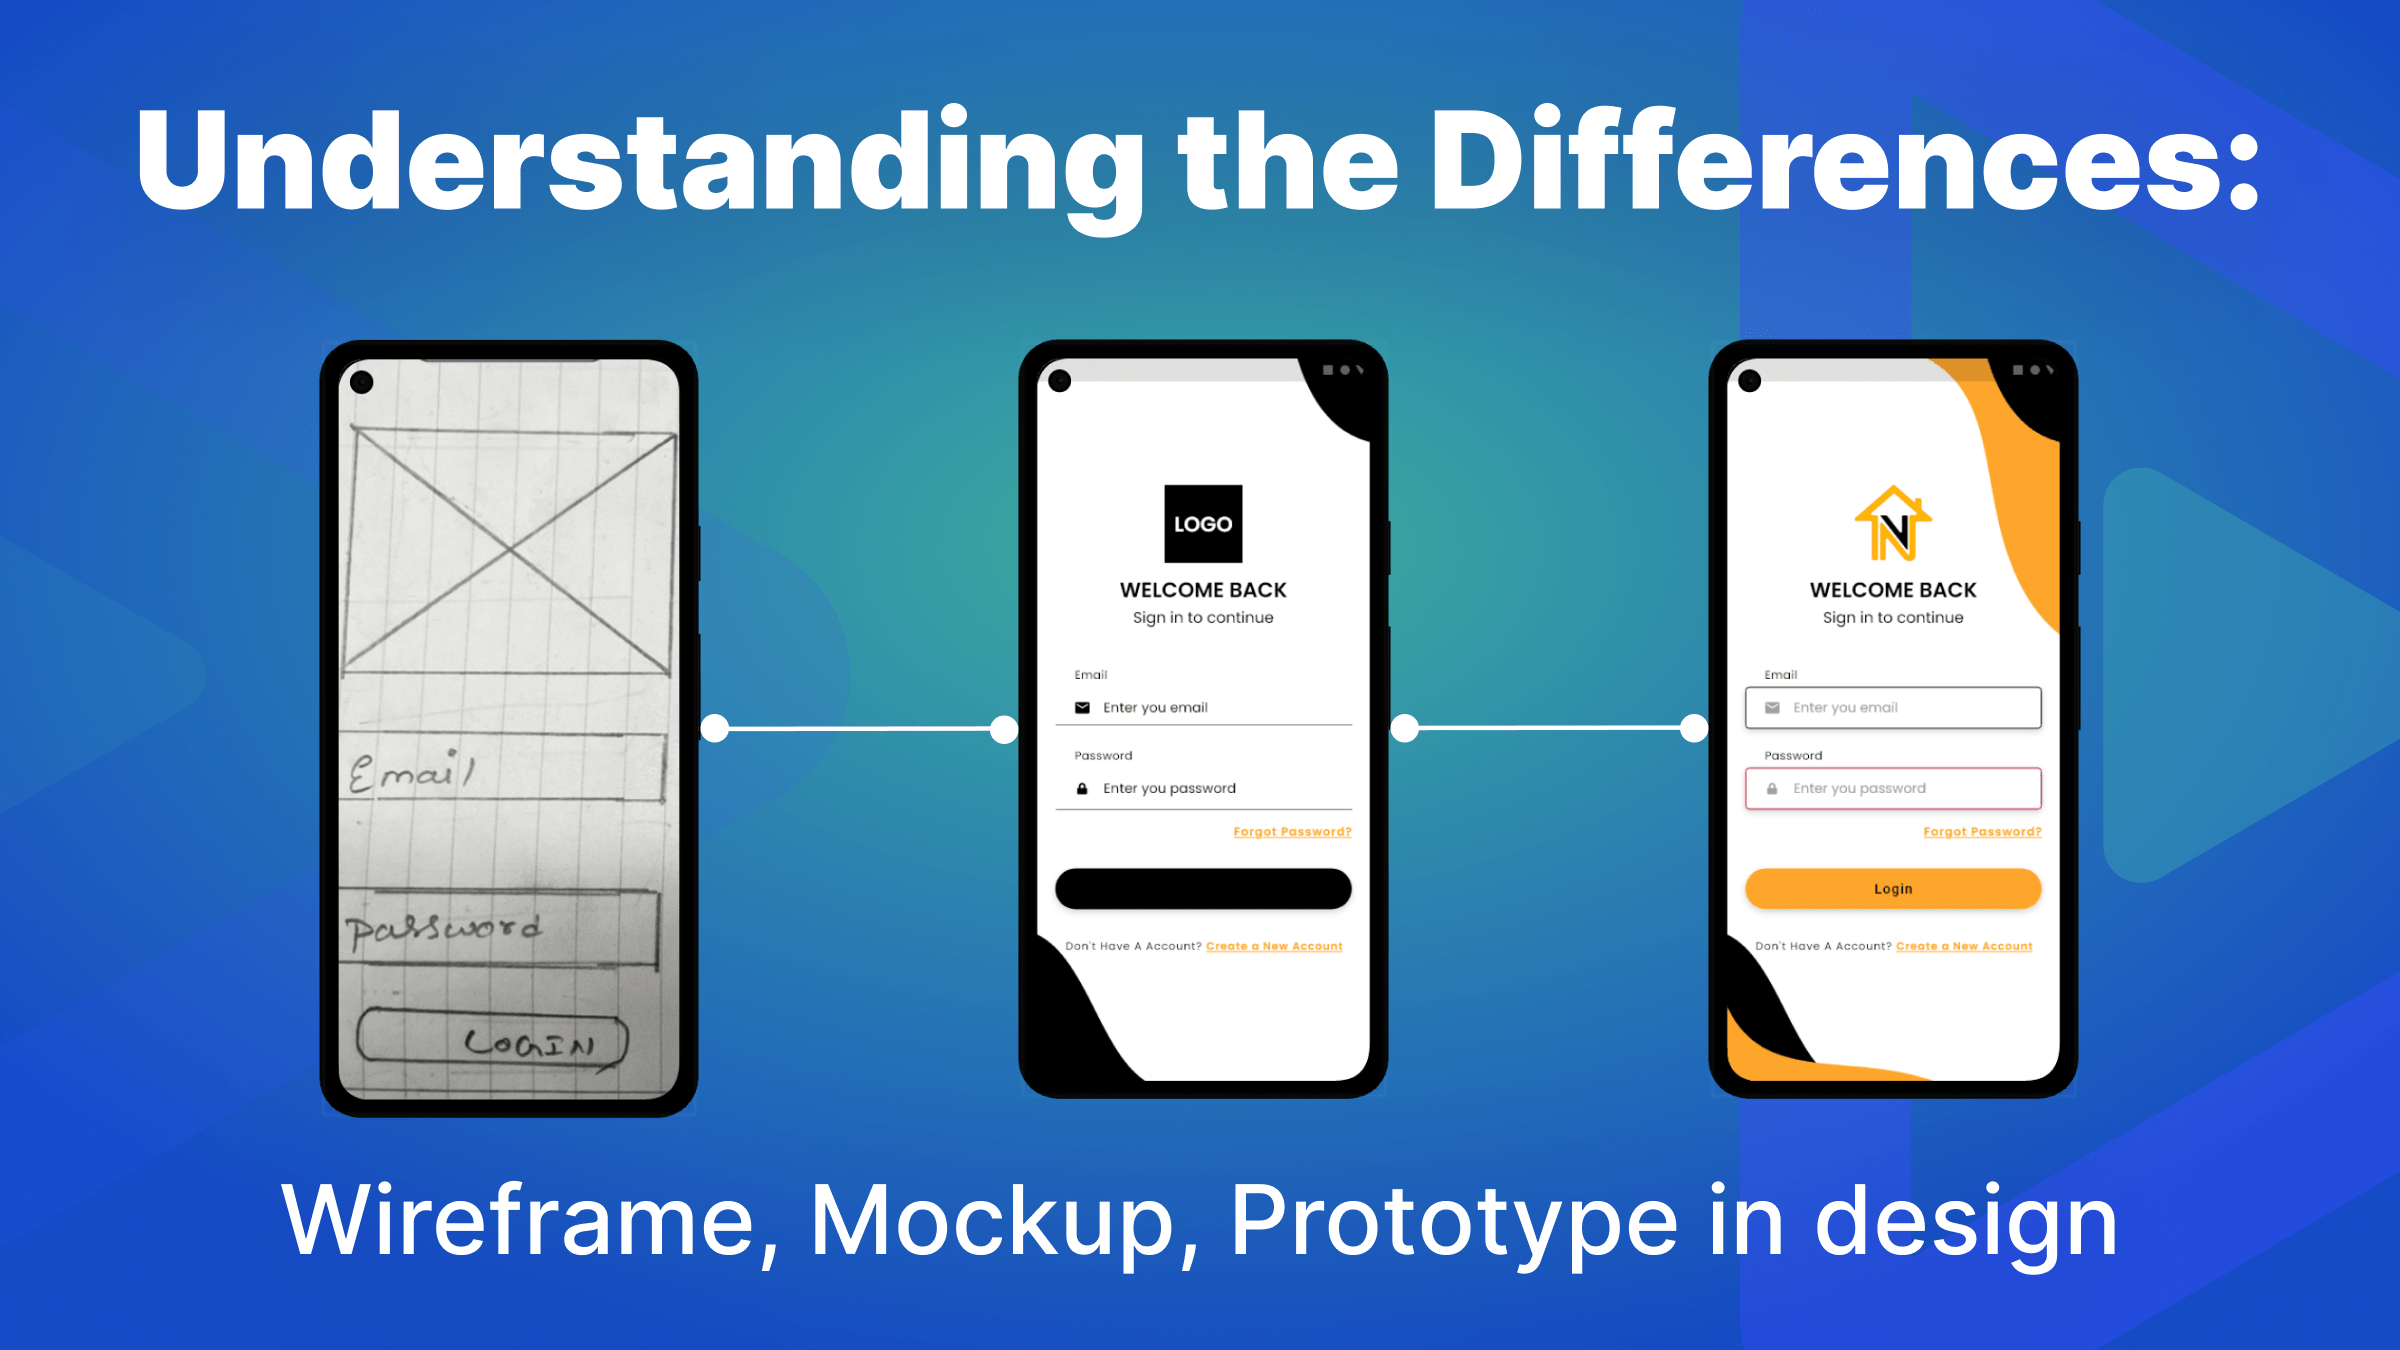 Understanding the Differences:
Email
Password
LOGIN
LOGO
WELCOME BACK
Sign in to continue
Email
Enter you email
Password
Enter you password
Forgot Password?
Don't Have A Account? Create a New Account
N
WELCOME BACK
Sign in to continue
Email
Enter you email
Password
Enter you password
Forgot Password?
Login
Don't Have A Account? Create a New Account
Wireframe, Mockup, Prototype in design